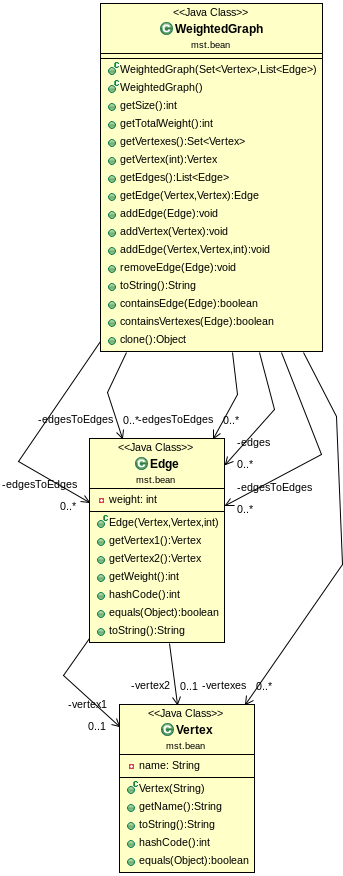 <<Java Class>>
WeightedGraph
mst.bean
WeightedGraph(Set<Vertex>,List<Edge>)
WeightedGraph()
getSize():int
getTotalWeight():int
getVertexes():Set<Vertex>
getVertex(int):Vertex
getEdges():List<Edge>
getEdge(Vertex,Vertex):Edge
addEdge(Edge):void
addVertex(Vertex):void
addEdge(Vertex,Vertex,int):void
removeEdge(Edge):void
toString():String
containsEdge(Edge):boolean
containsVertexes(Edge):boolean
clone():Object
-edgesToEdges 0..* -edgesToEdges 0..*
-edges
0..*
-edgesToEdges
0..*
-edgesToEdges
0..*
<<Java Class>>
Edge
mst.bean
weight: int
Edge(Vertex,Vertex,int)
getVertex1():Vertex
getVertex2():Vertex
getWeight():int
hashCode():int
equals(Object):boolean
toString():String
-vertex2 0..1 -vertexes 0..*
-vertex1
0..1
<<Java Class>>
Vertex
mst.bean
name: String
Vertex(String)
getName():String
toString():String
hashCode():int
equals(Object):boolean